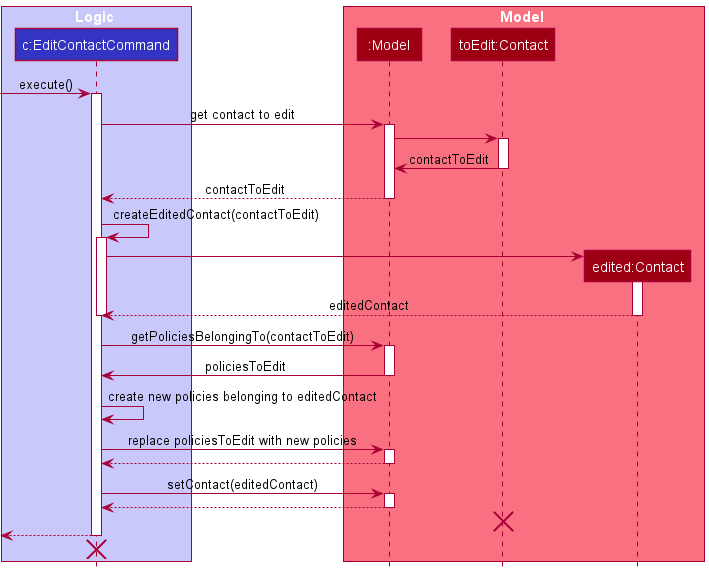 Logic
Model
c:EditContactCommand
:Model
toEdit:Contact
execute()
get contact to edit
contactToEdit
contactToEdit
createEditedContact(contactToEdit)
edited:Contact
editedContact
getPoliciesBelongingTo(contactToEdit)
policiesToEdit
create new policies belonging to editedContact
replace policiesToEdit with new policies
setContact(editedContact)